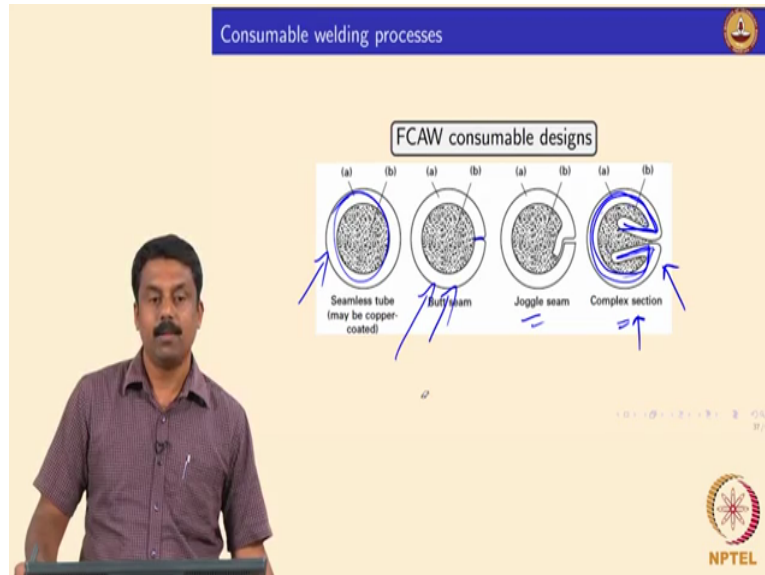 Consumable welding processes
FCAW consumable designs
(a) (b) (a) (b) (a) (b) (a) (b)
Seamless tube
(may be copper-
coated)
Butt seam
Joggle seam
Complex section
NPTEL